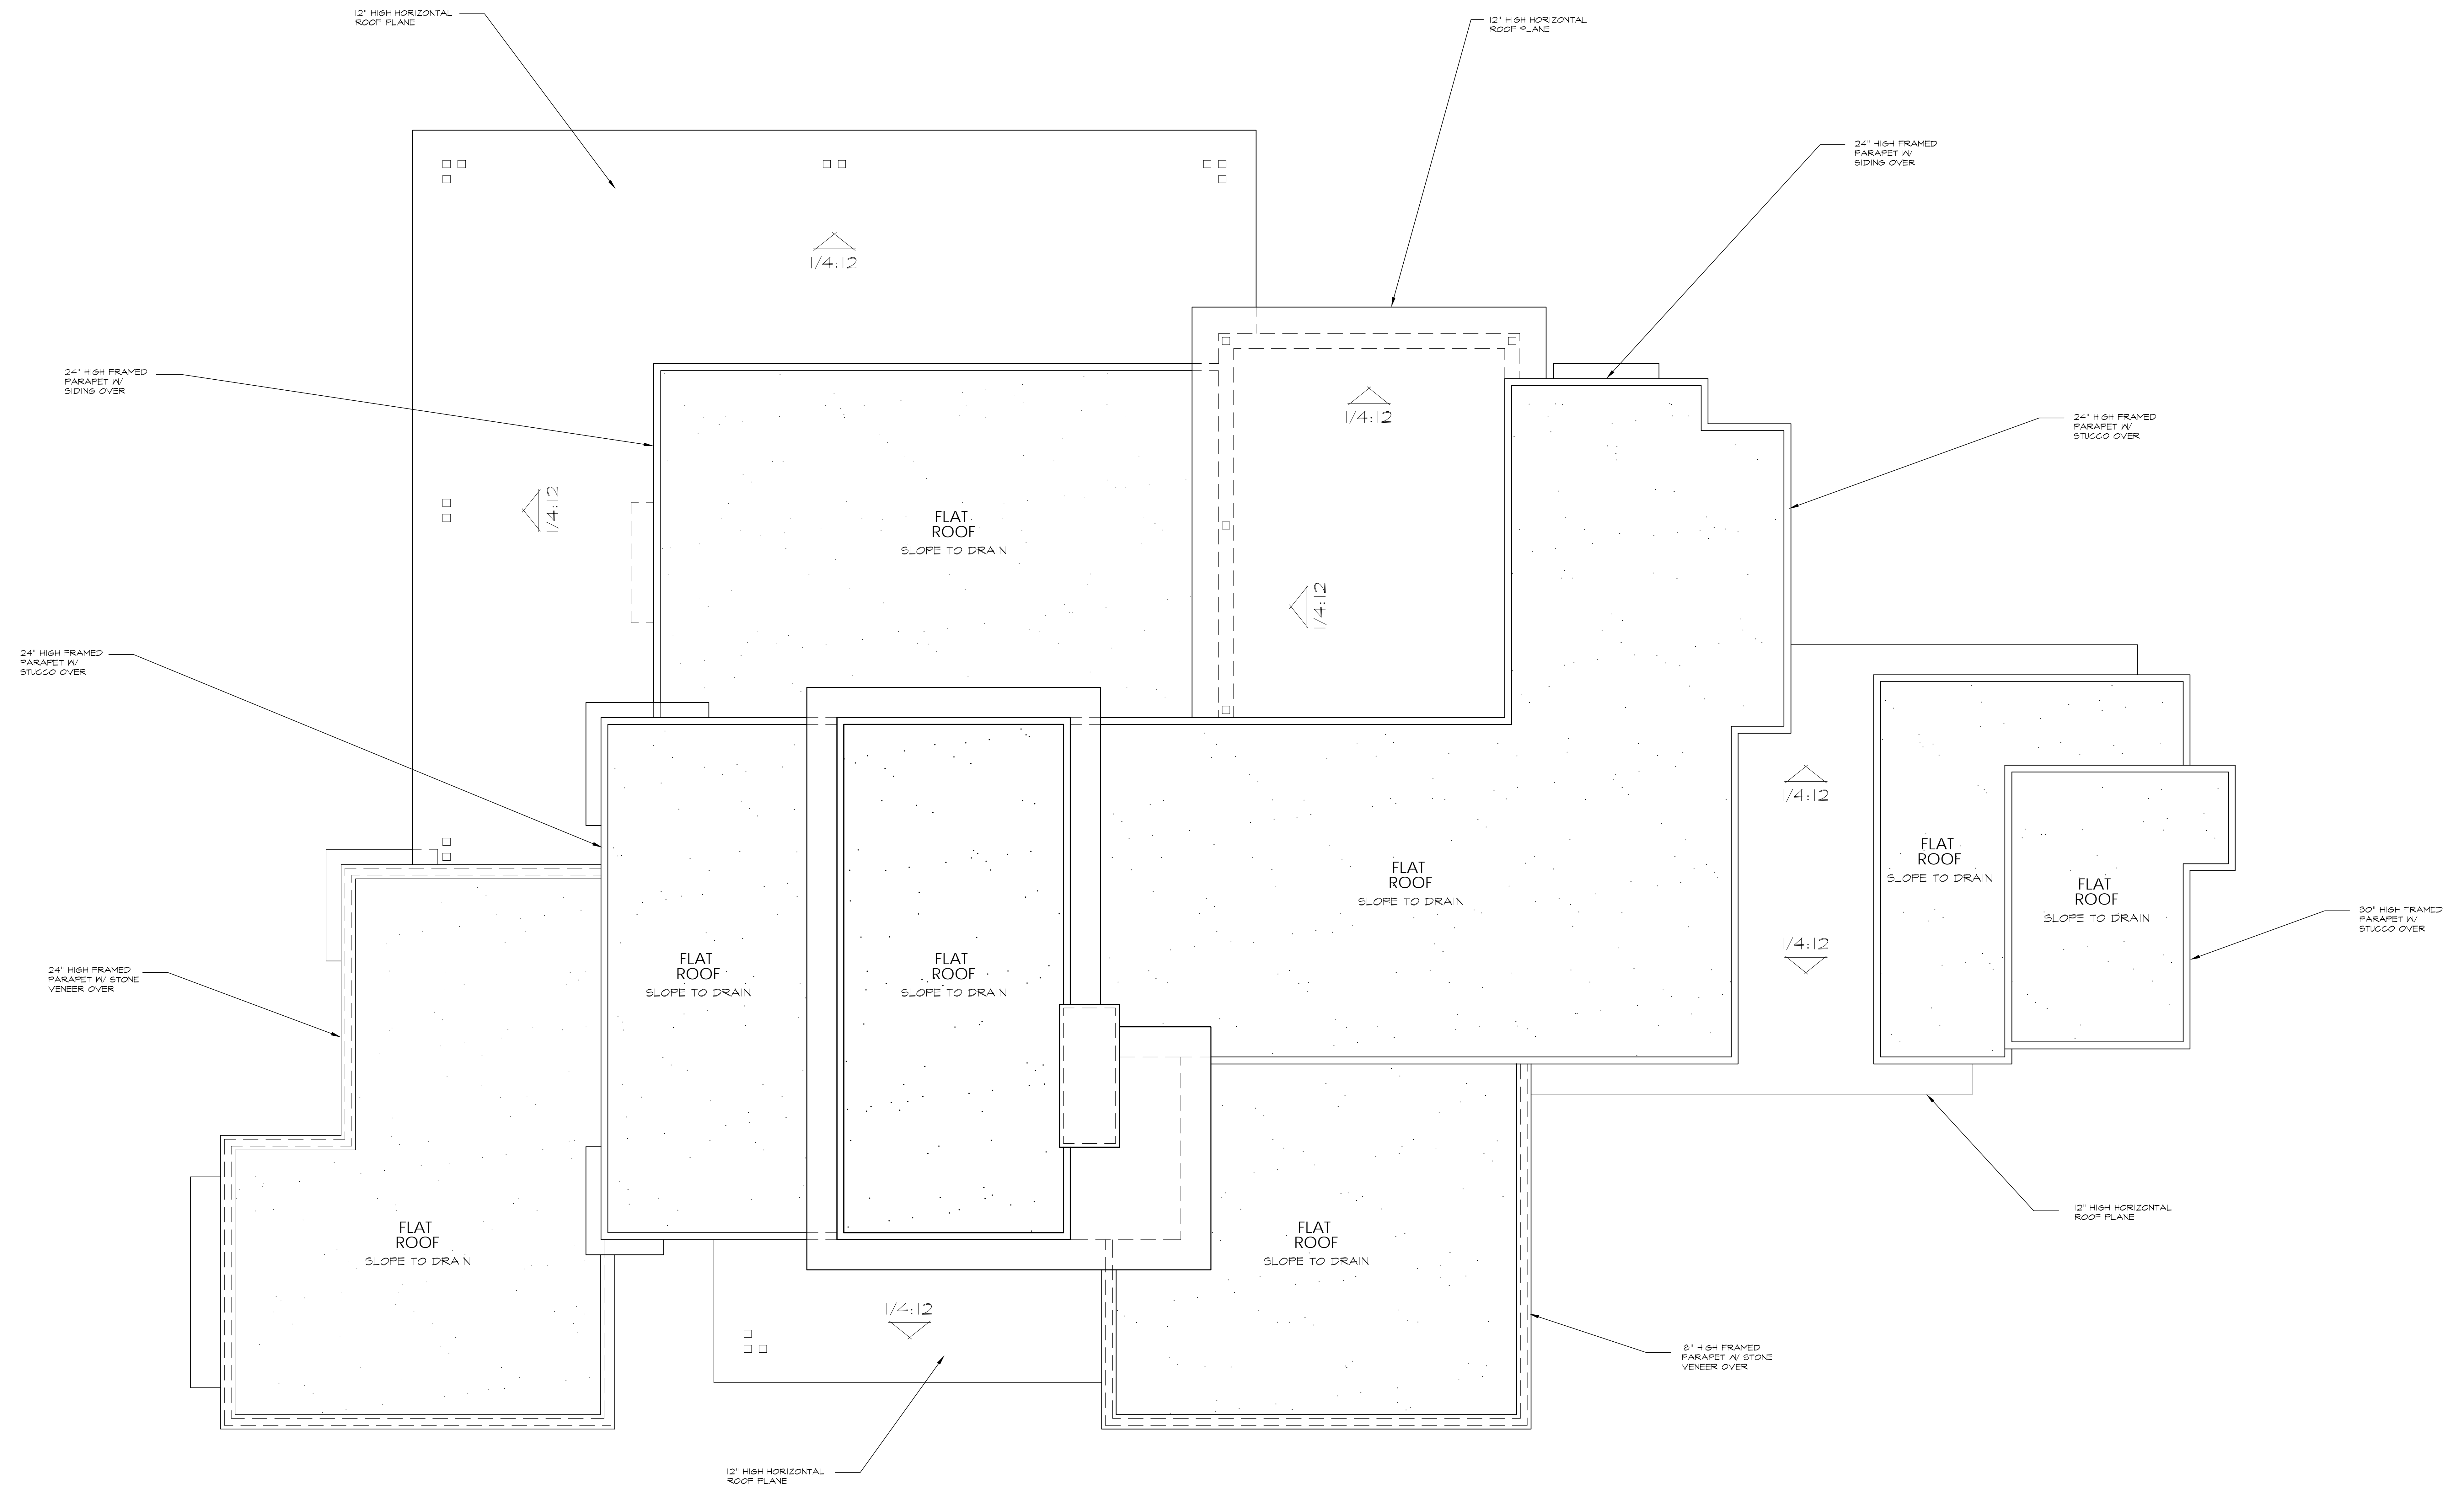 12" HIGH HORIZONTAL
ROOF PLANE
12" HIGH HORIZONTAL
ROOF PLANE
24" HIGH FRAMED
PARAPET W/
SIDING OVER
1/4:12
24" HIGH FRAMED
PARAPET W/
SIDING OVER
1/4:12
24" HIGH FRAMED
PARAPET W/
STUCCO OVER
1/4:12
FLAT
ROOF
SLOPE TO DRAIN
1/4:12
24" HIGH FRAMED
PARAPET W/
STUCCO OVER
1/4:12
FLAT
ROOF
SLOPE TO DRAIN
FLAT
ROOF
SLOPE TO DRAIN
FLAT
ROOF
SLOPE TO DRAIN
30" HIGH FRAMED
PARAPET W/
STUCCO OVER
1/4:12
24" HIGH FRAMED
PARAPET W/ STONE
VENEER OVER
FLAT
ROOF
SLOPE TO DRAIN
FLAT
ROOF
SLOPE TO DRAIN
12" HIGH HORIZONTAL
ROOF PLANE
FLAT
ROOF
SLOPE TO DRAIN
FLAT
ROOF
SLOPE TO DRAIN
1/4:12
18" HIGH FRAMED
PARAPET W/ STONE
VENEER OVER
12" HIGH HORIZONTAL
ROOF PLANE